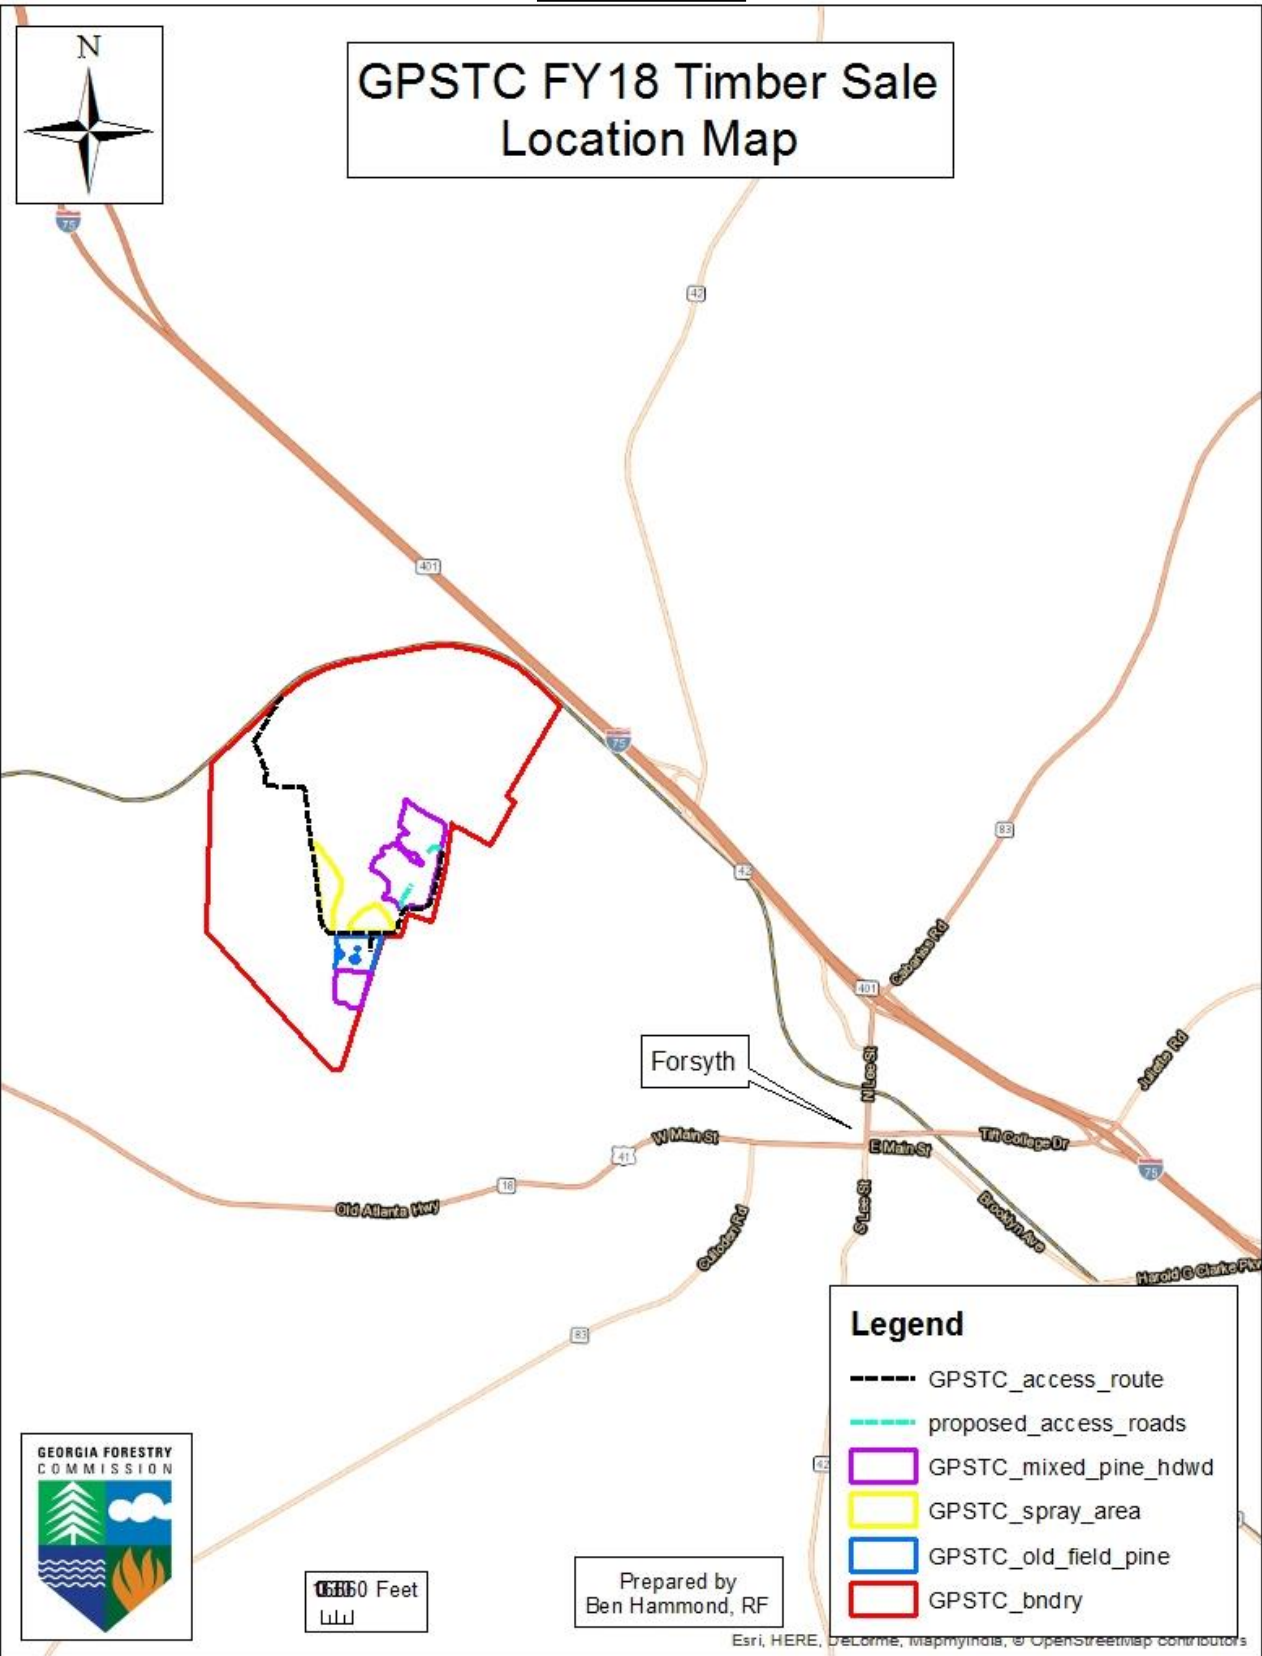 N
GPSTC FY18 Timber Sale
Location Map
75
42
401
75
42
83
Cabaniss Rd
401
Forsyth
N Lee St
Juliette Rd
W Main St
E Main St
Tift College Dr
41
75
18
Old Atlanta Hwy
S Lee St
Culloden Rd
Brooklyn Ave
Harold G Clarke
83
42
Legend
GPSTC_access_route
proposed_access_roads
GPSTC_mixed_pine_hdwd
GPSTC_spray_area
GPSTC_old_field_pine
GPSTC_bndry
GEORGIA FORESTRY
COMMISSION
Feet
Prepared by
Ben Hammond, RF
Esri, HERE, DeLorme, MapmyIndia, © OpenStreetMap contributors